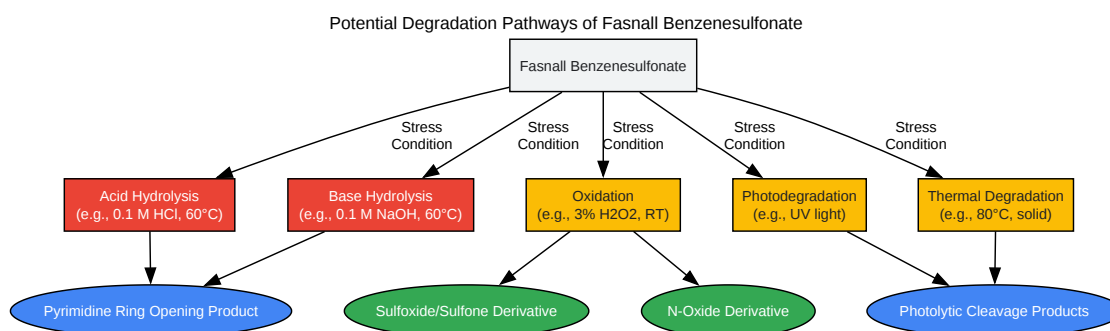 Potential Degradation Pathways of Fasnall Benzenesulfonate
Fasnall Benzenesulfonate
Stress
Condition
Stress
Condition
Stress
Condition
Stress
Condition
Stress
Condition
Acid Hydrolysis
(e.g., 0.1 M HCl, 60°C)
Base Hydrolysis
(e.g., 0.1 M NaOH, 60°C)
Oxidation
(e.g., 3% H2O2, RT)
Photodegradation
(e.g., UV light)
Thermal Degradation
(e.g., 80°C, solid)
Pyrimidine Ring Opening Product
Sulfoxide/Sulfone Derivative
N-Oxide Derivative
Photolytic Cleavage Products